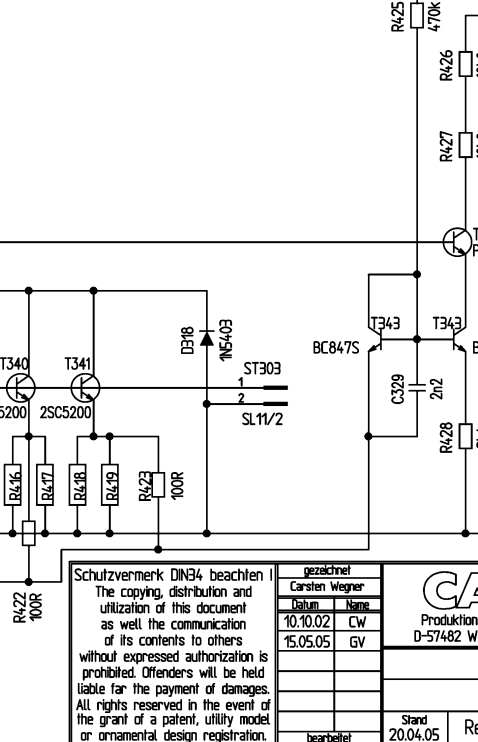 R425
470k
R426
R427
T343
T343
BC847S
D318
1N5403
C329
2n2
ST303
1
2
SL11/2
T340
T341
5200
2SC5200
R428
R416
R417
R418
R419
R423
100R
R422
100R
Schutzvermerk DIN34 beachten !
The copying, distribution and
utilization of this document
as well the communication
of its contents to others
without expressed authorization is
prohibited. Offenders will be held
liable far the payment of damages.
All rights reserved in the event of
the grant of a patent, utility model
or ornamental design registration.
gezeichnet
Carsten Wegner
Datum Name
10.10.02 CW
15.05.05 GV
bearbeitet
CA
Produktion
D-57482 W
Stand
20.04.05
Re